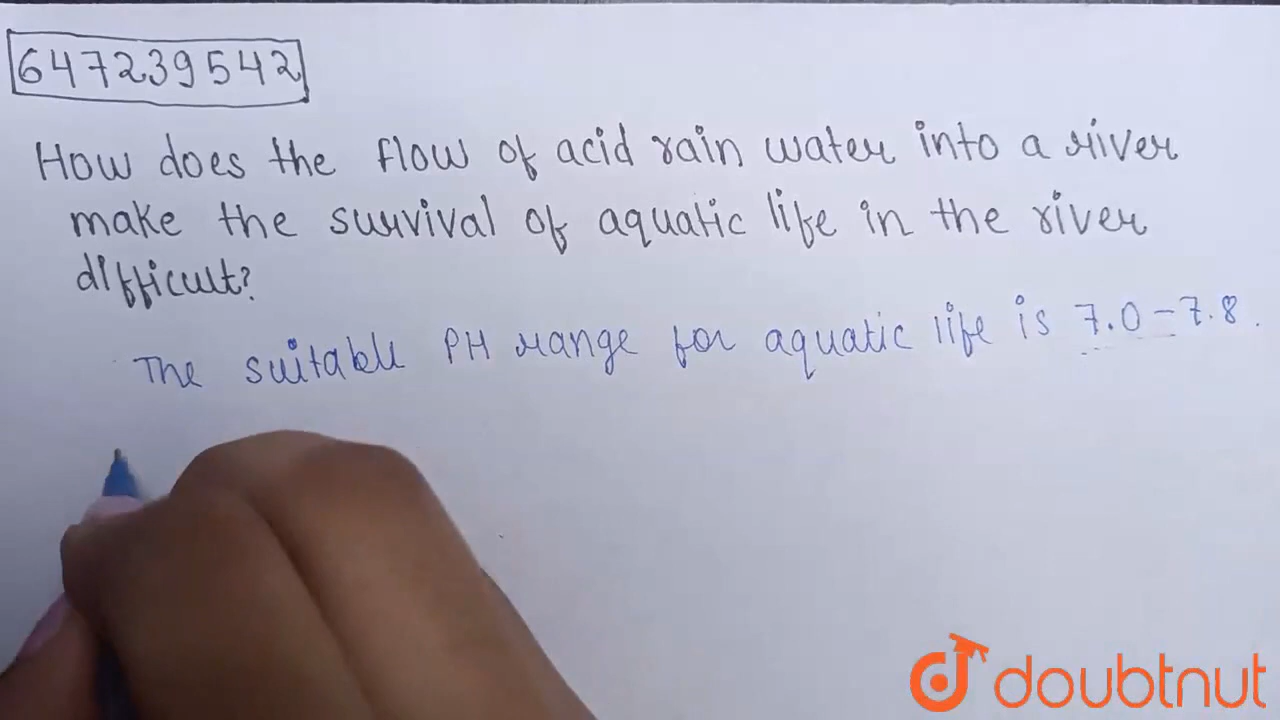 647239542
How does the flow of acid rain water into a river
make the survival of aquatic life in the river
difficult?
The suitable PH range for aquatic life is 7.0-7.8.
doubtnut